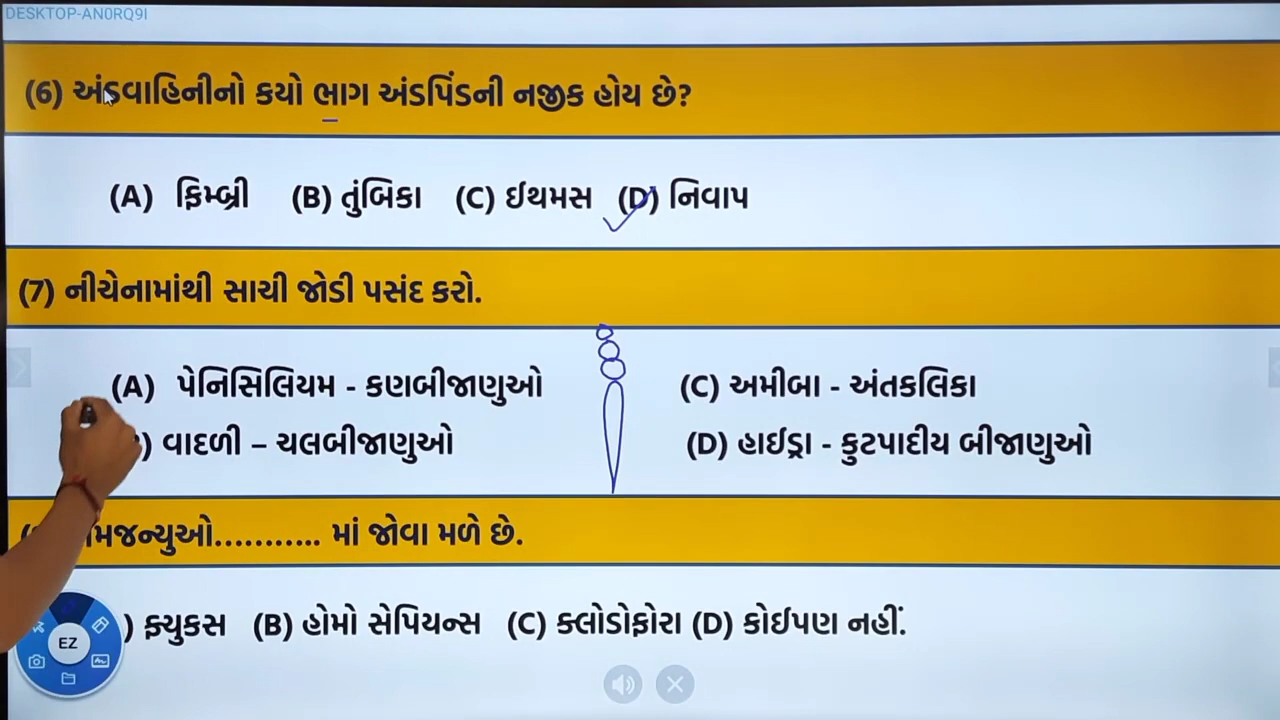 DESKTOP-AN0RQ9I
(6) અંડવાહિનીનો કયો ભાગ અંડપિંડની નજીક હોય છે?
(A) ફિમ્બ્રી (B) તુંબિકા (C) ઈથમસ (D) નિવાપ
(7) નીચેનામાંથી સાચી જોડી પસંદ કરો.
(A) પેનિસિલિયમ - કણબીજાણુઓ (C) અમીબા - અંતકલિકા
) વાદળી – ચલબીજાણુઓ (D) હાઈડ્રા - કુટપાદીય બીજાણુઓ
મજન્યુઓ........... માં જોવા મળે છે.
) ફ્યુકસ (B) હોમો સેપિયન્સ (C) ક્લોડોફોરા (D) કોઈપણ નહીં.
EZ